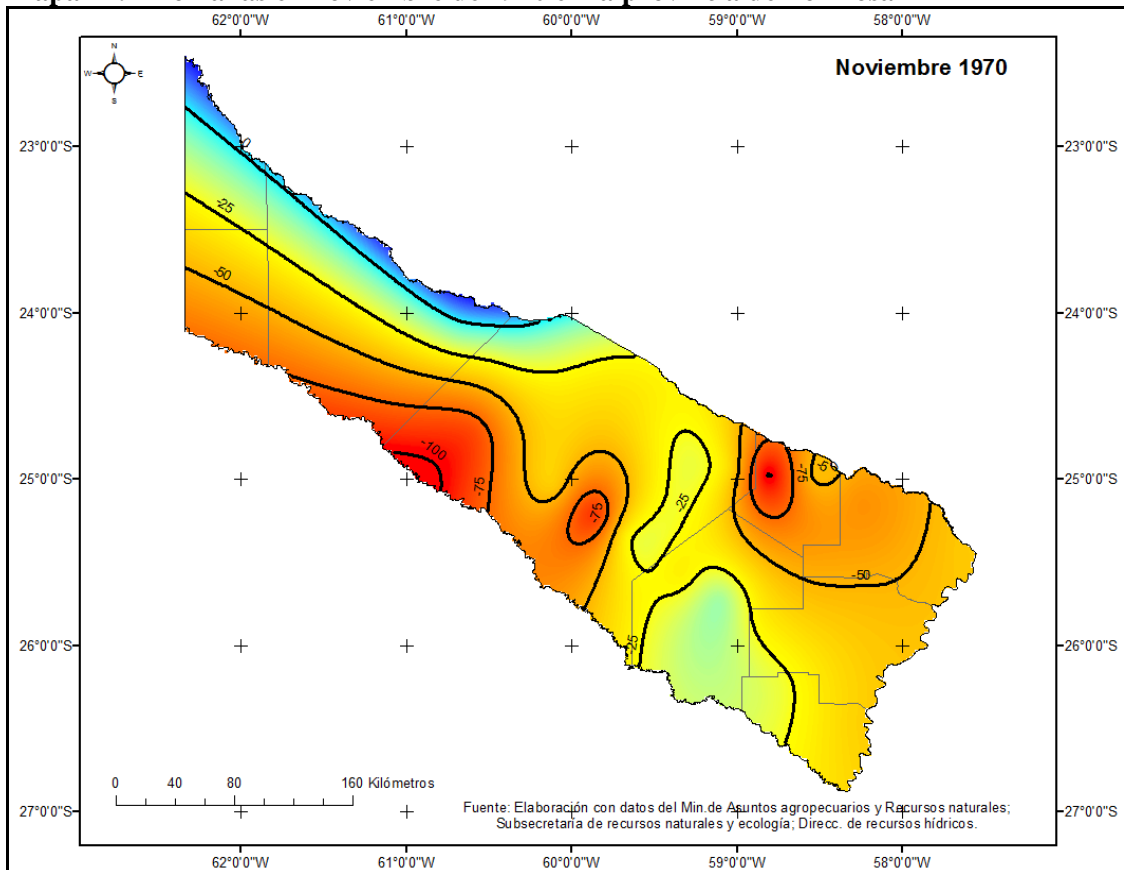 62°0'0"W 61°0'0"W 60°0'0"W 59°0'0"W 58°0'0"W
N
W E
S
Noviembre 1970
23°0'0"S 23°0'0"S
0
-25
-50
24°0'0"S 24°0'0"S
-100
-75
-75
-25
-75
-50
25°0'0"S 25°0'0"S
-50
-25
26°0'0"S 26°0'0"S
0 40 80 160 Kilómetros
Fuente: Elaboración con datos del Min.de Asuntos agropecuarios y Recursos naturales;
Subsecretaría de recursos naturales y ecología; Direcc. de recursos hídricos.
27°0'0"S 27°0'0"S
62°0'0"W 61°0'0"W 60°0'0"W 59°0'0"W 58°0'0"W